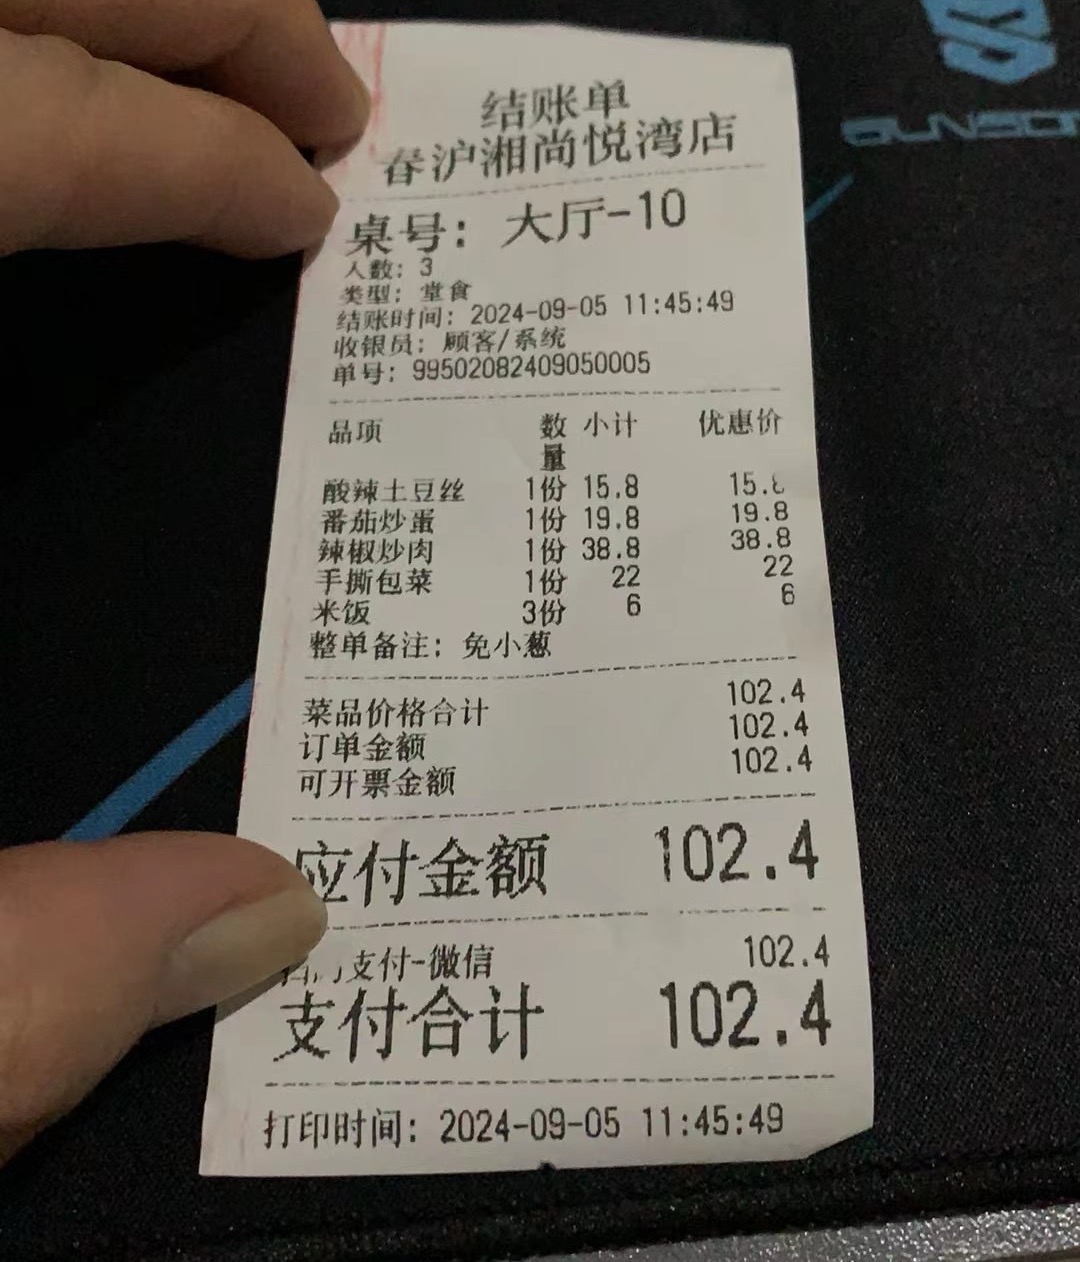 结账单
春沪湘尚悦湾店
桌号: 大厅-10
人数: 3
类型: 堂食
结账时间: 2024-09-05 11:45:49
收银员: 顾客/系统
单号: 99502082409050005
品项 数量 小计 优惠价
酸辣土豆丝 1份 15.8 15.8
番茄炒蛋 1份 19.8 19.8
辣椒炒肉 1份 38.8 38.8
手撕包菜 1份 22 22
米饭 3份 6 6
整单备注: 免小葱
菜品价格合计 102.4
订单金额 102.4
可开票金额 102.4
应付金额 102.4
支付-微信 102.4
支付合计 102.4
打印时间: 2024-09-05 11:45:49